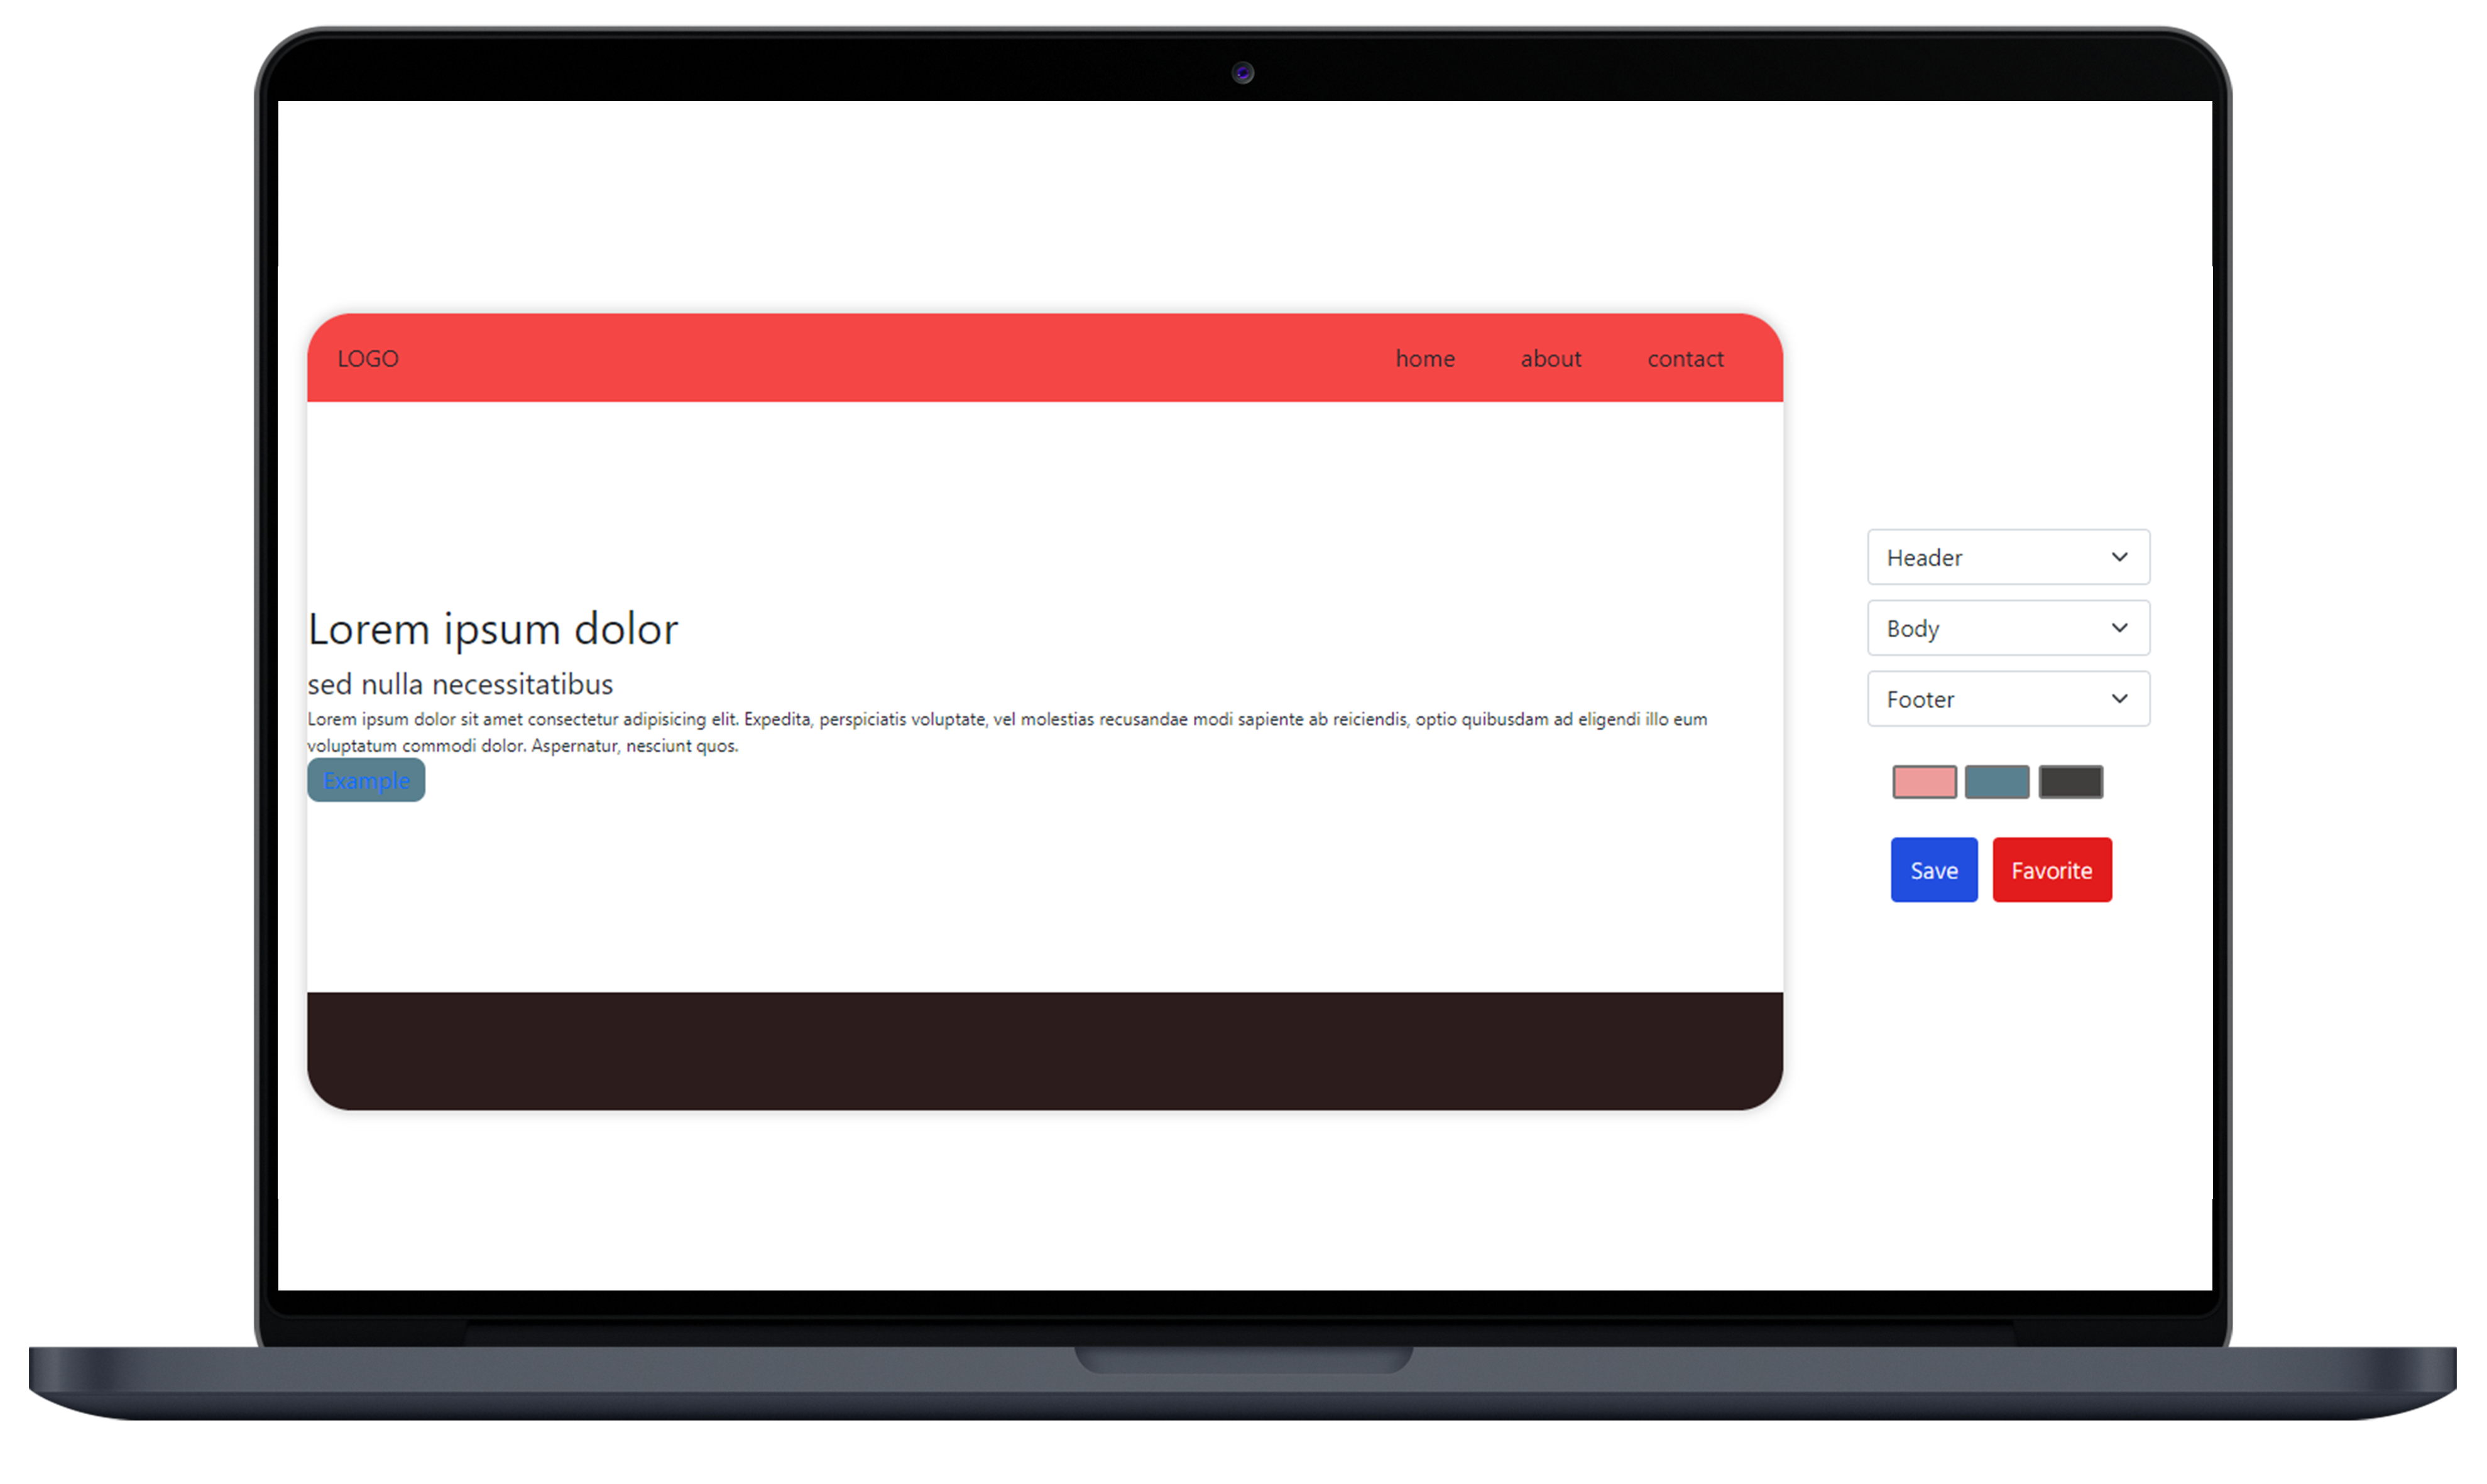 LOGO
home about contact
Lorem ipsum dolor
sed nulla necessitatibus
Lorem ipsum dolor sit amet consectetur adipisicing elit. Expedita, perspiciatis voluptate, vel molestias recusandae modi sapiente ab reiciendis, optio quibusdam ad eligendi illo eum
voluptatum commodi dolor. Aspernatur, nesciunt quos.
Example
Header
Body
Footer
Save Favorite